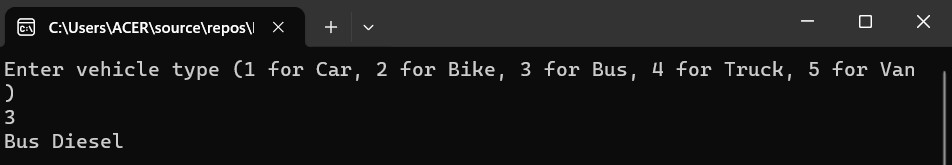 C:\Users\ACER\source\repos\
Enter vehicle type (1 for Car, 2 for Bike, 3 for Bus, 4 for Truck, 5 for Van
)
3
Bus Diesel